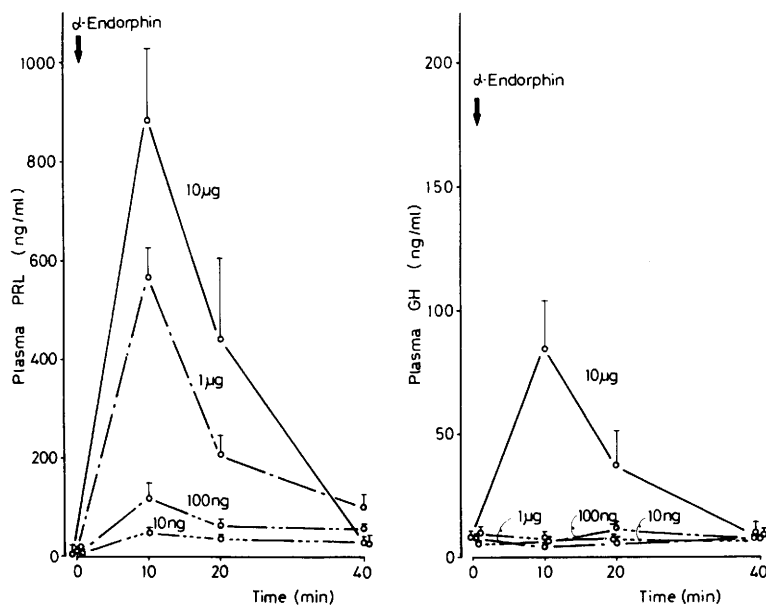 α-Endorphin
1000
800
600
400
200
0
Plasma PRL (ng/ml)
10μg
1μg
100ng
10ng
0
10
20
40
Time (min)
α-Endorphin
200
150
100
50
0
Plasma GH (ng/ml)
10μg
1μg
100ng
10ng
0
10
20
40
Time (min)